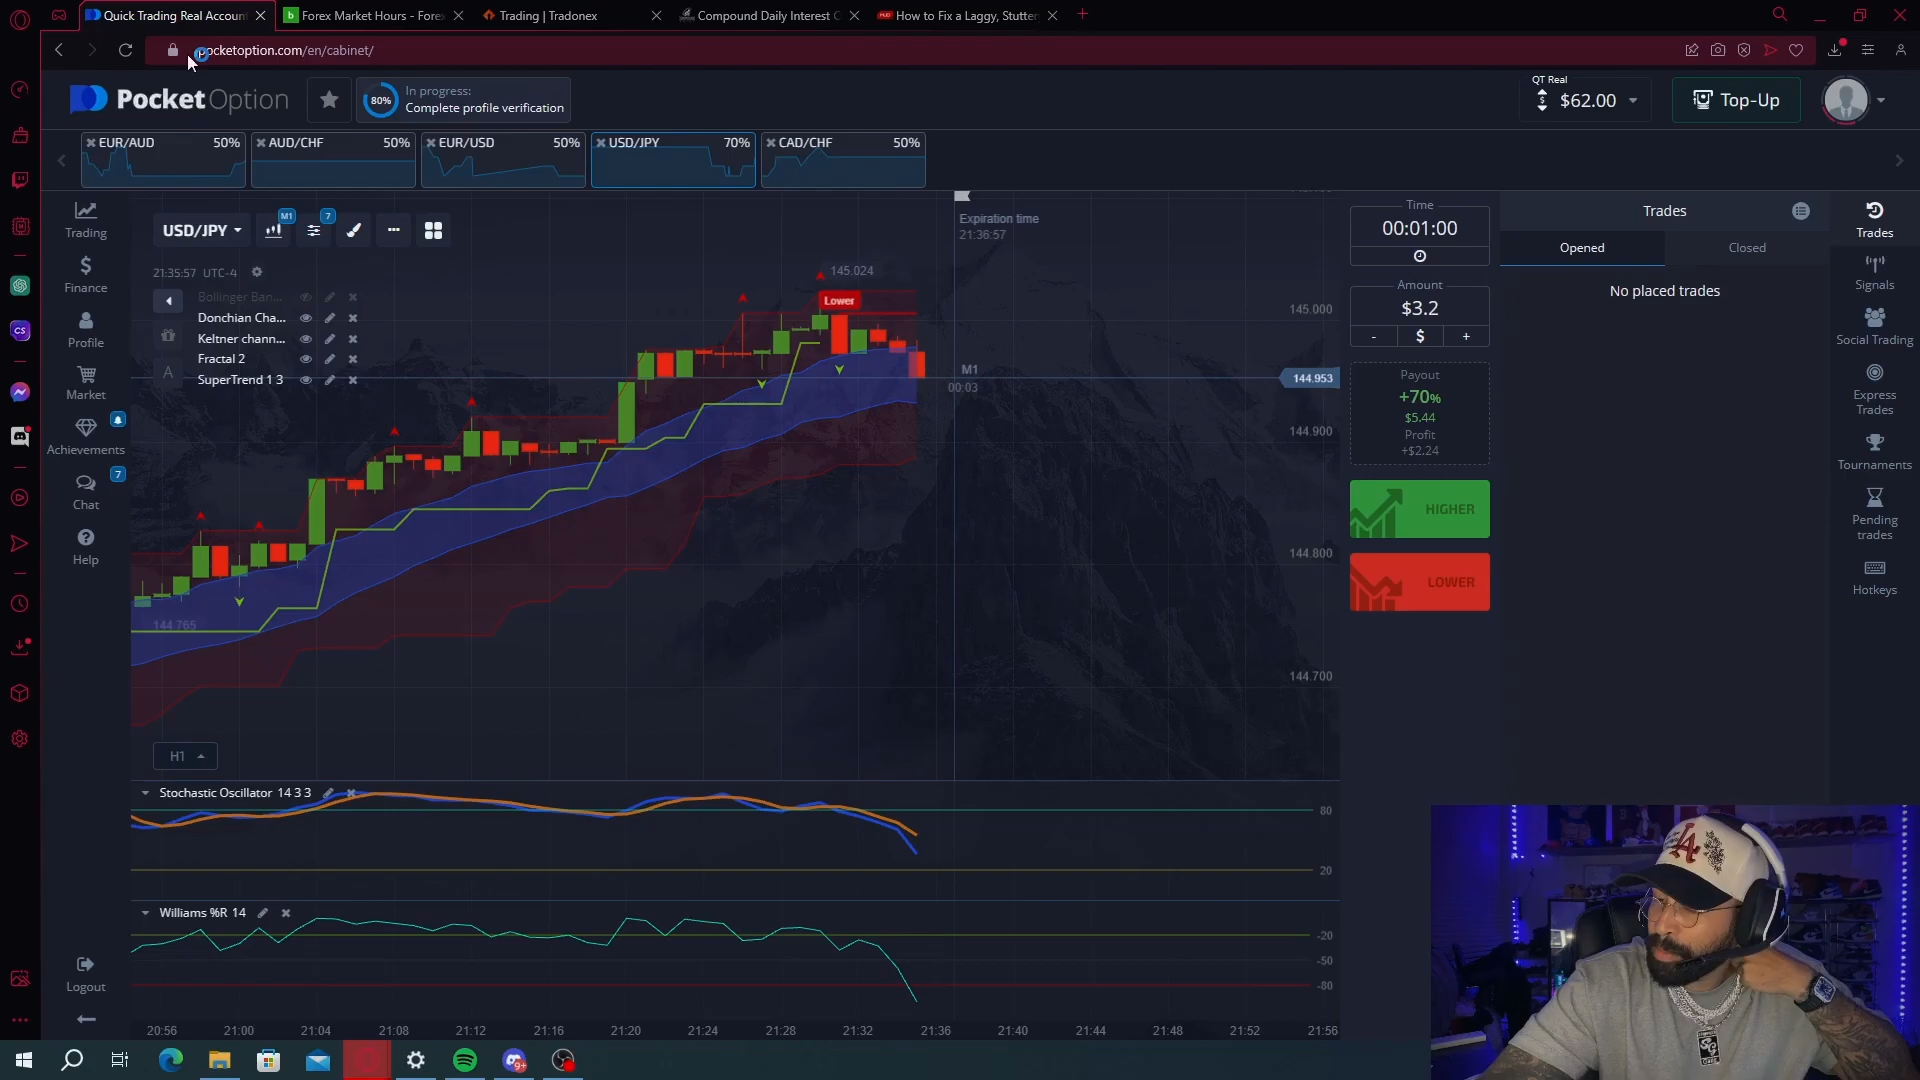 Quick Trading Real Accoun
Forex Market Hours - Fore
Trading | Tradonex
Compound Daily Interest C
How to Fix a Laggy, Stutter
pocketoption.com/en/cabinet/
PocketOption
80%
In progress:
Complete profile verification
QT Real
$62.00
Top-Up
EUR/AUD 50%
AUD/CHF 50%
EUR/USD 50%
USD/JPY 70%
CAD/CHF 50%
Trading
Finance
Profile
Market
Achievements
Chat
7
Help
Logout
USD/JPY
M1
7
21:35:57 UTC-4
Bollinger Ban...
Donchian Cha...
Keltner chann...
Fractal 2
SuperTrend 1 3
A
Expiration time
21:36:57
145.024
Lower
M1
00:03
144.765
145.000
144.953
144.900
144.800
144.700
H1
Stochastic Oscillator 14 3 3
80
20
Williams %R 14
-20
-50
-80
20:56 21:00 21:04 21:08 21:12 21:16 21:20 21:24 21:28 21:32 21:36 21:40 21:44 21:48 21:52 21:56
Time
00:01:00
Amount
$3.2
- $ +
Payout
+70%
$5.44
Profit
+$2.24
HIGHER
LOWER
Trades
Opened
Closed
No placed trades
Trades
Signals
Social Trading
Express
Trades
Tournaments
Pending
trades
Hotkeys
CS
9+